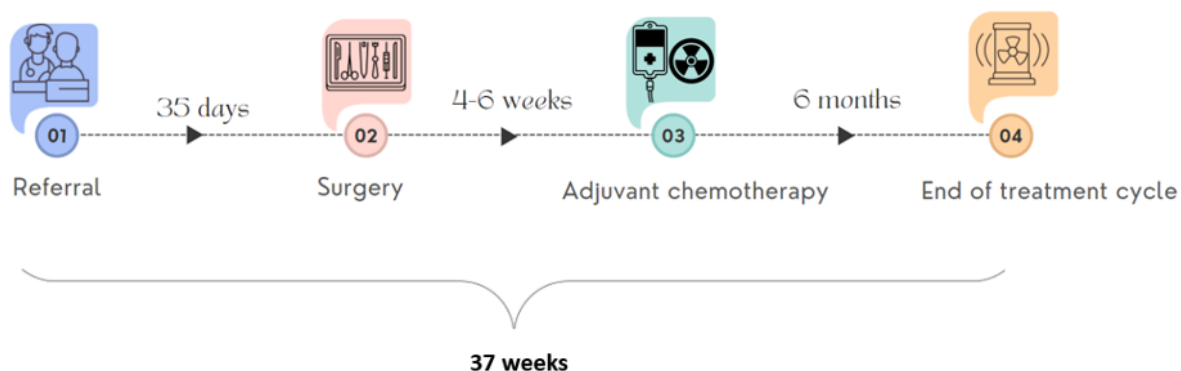 35 days
4-6 weeks
6 months
01
02
03
04
Referral
Surgery
Adjuvant chemotherapy
End of treatment cycle
37 weeks